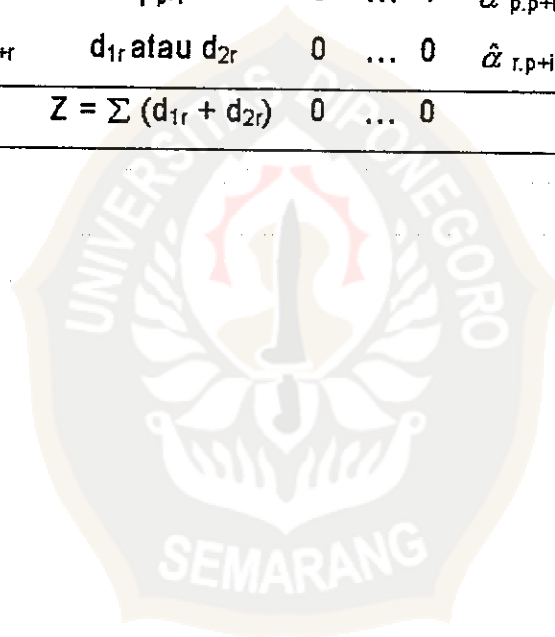 α̂ p.p+i
+r d₁ᵣ atau d₂ᵣ 0 ... 0 α̂ r.p+i
Z = Σ (d₁ᵣ + d₂ᵣ) 0 ... 0
UNIVERSITAS DIPONEGORO
SEMARANG